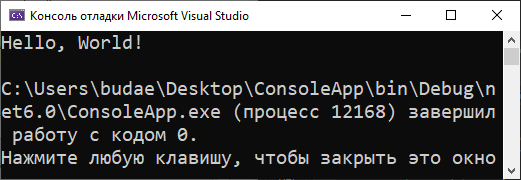 Консоль отладки Microsoft Visual Studio
Hello, World!
C:\Users\budae\Desktop\ConsoleApp\bin\Debug\n
et6.0\ConsoleApp.exe (процесс 12168) завершил
работу с кодом 0.
Нажмите любую клавишу, чтобы закрыть это окно